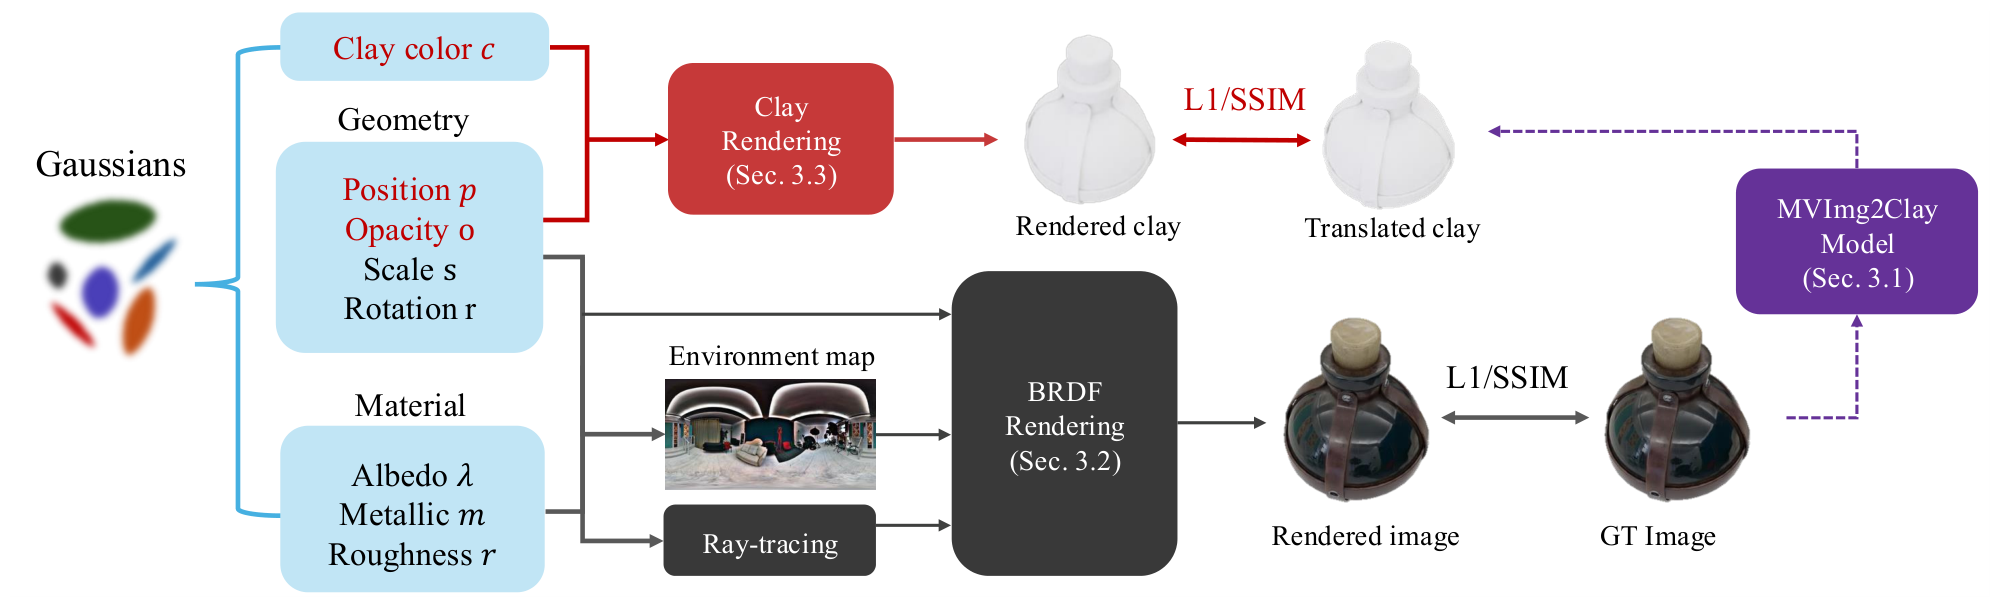 Gaussians
Clay color c
Geometry
Position p
Opacity o
Scale s
Rotation r
Material
Albedo λ
Metallic m
Roughness r
Clay
Rendering
(Sec. 3.3)
Environment map
Ray-tracing
BRDF
Rendering
(Sec. 3.2)
Rendered clay
L1/SSIM
Translated clay
Rendered image
L1/SSIM
GT Image
MVImg2Clay
Model
(Sec. 3.1)